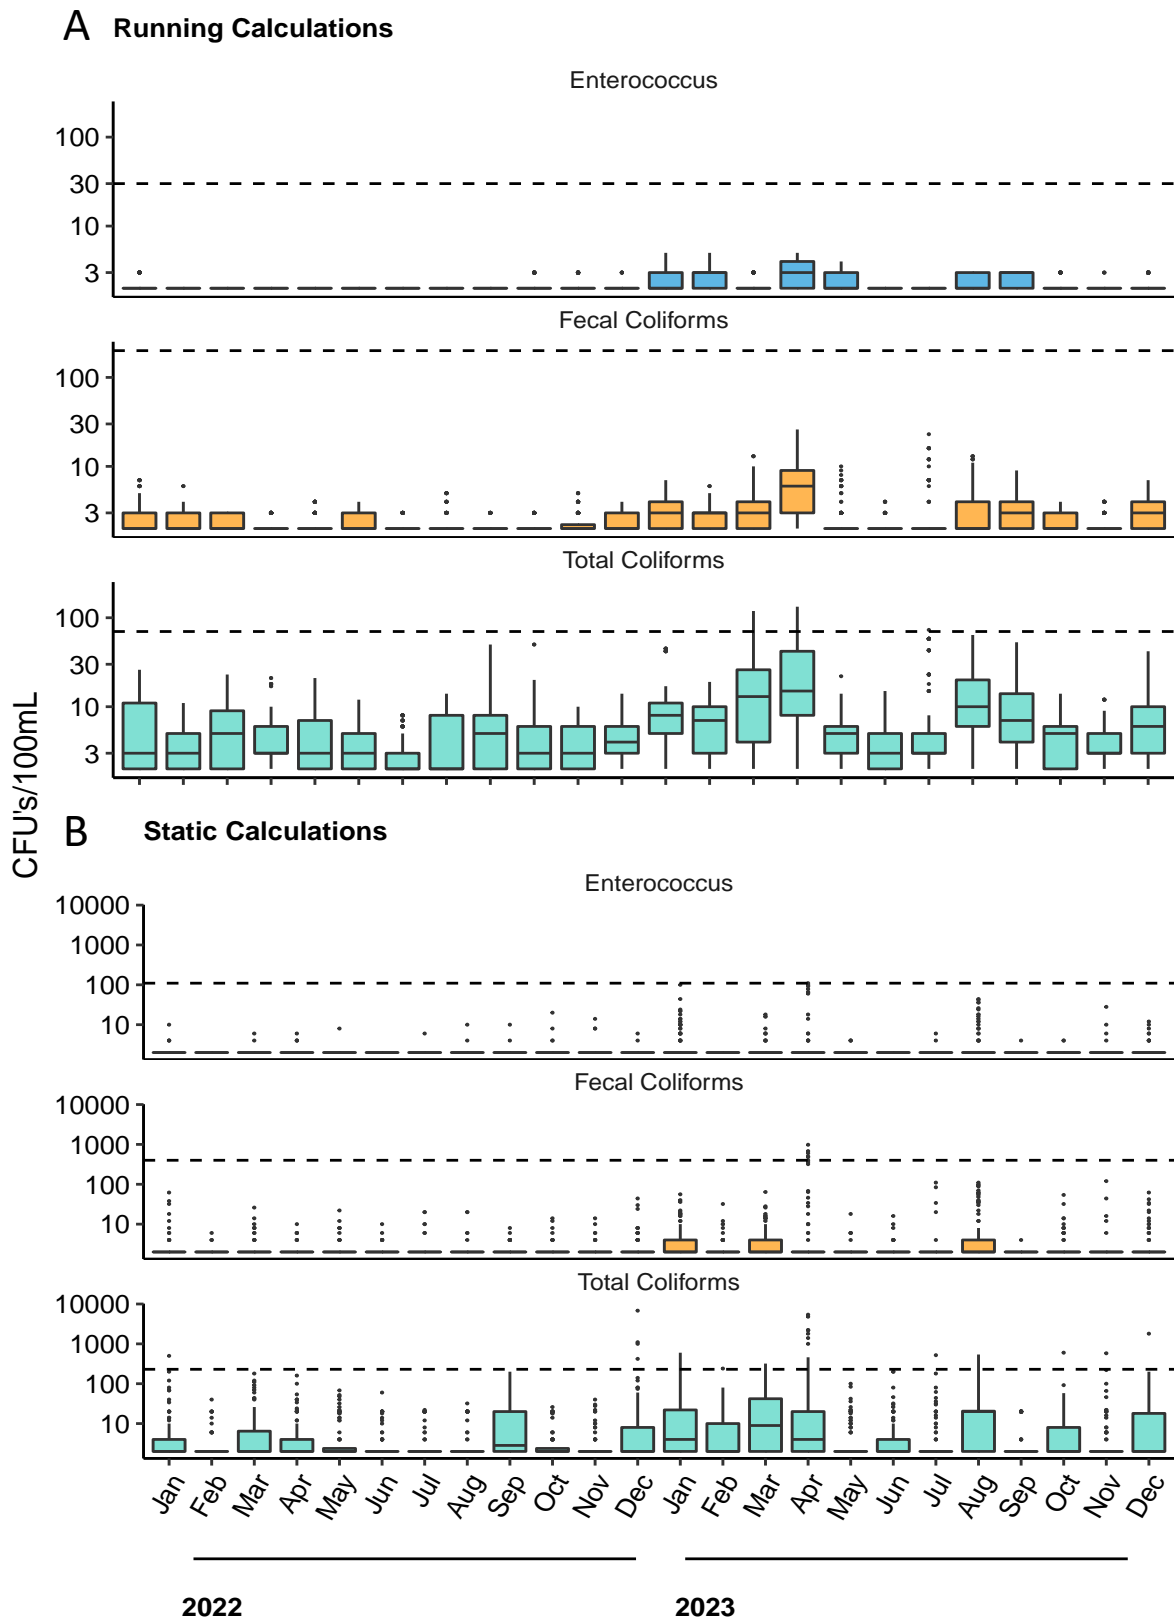 A Running Calculations
Enterococcus
100
30
10
3
Fecal Coliforms
100
30
10
3
Total Coliforms
100
30
10
3
CFU's/100mL
B Static Calculations
Enterococcus
10000
1000
100
10
Fecal Coliforms
10000
1000
100
10
Total Coliforms
10000
1000
100
10
Jan Feb Mar Apr May Jun Jul Aug Sep Oct Nov Dec Jan Feb Mar Apr May Jun Jul Aug Sep Oct Nov Dec
2022 2023